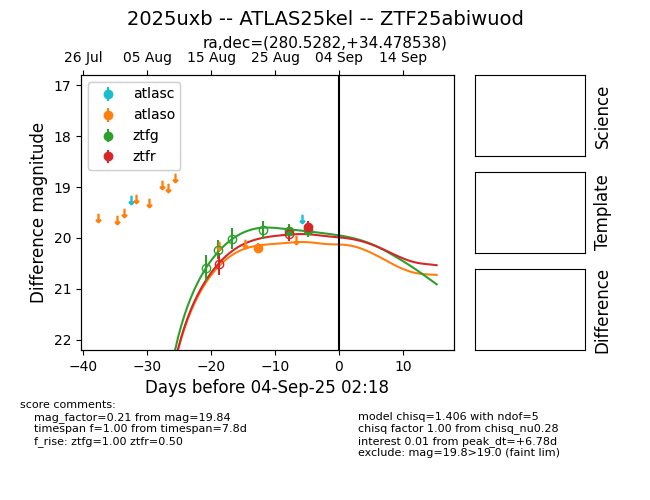 2025uxb -- ATLAS25kel -- ZTF25abiwuod
ra,dec=(280.5282,+34.478538)
26 Jul 05 Aug 15 Aug 25 Aug 04 Sep 14 Sep
17
18
19
20
21
22
Difference magnitude
atlasc
atlaso
ztfg
ztfr
−40 −30 −20 −10 0 10
Days before 04-Sep-25 02:18
Science
Template
Difference
score comments:
mag_factor=0.21 from mag=19.84
timespan f=1.00 from timespan=7.8d
f_rise: ztfg=1.00 ztfr=0.50
model chisq=1.406 with ndof=5
chisq factor 1.00 from chisq_nu0.28
interest 0.01 from peak_dt=+6.78d
exclude: mag=19.8>19.0 (faint lim)